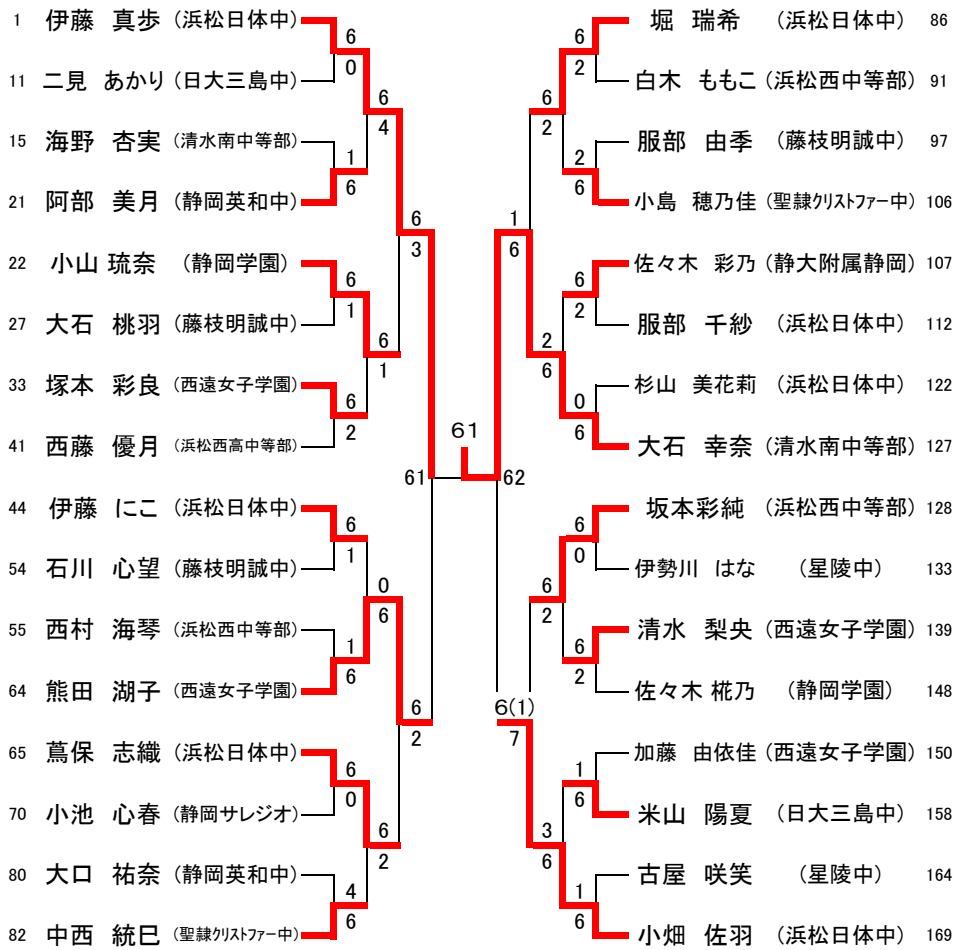 1 伊藤 真歩 (浜松日体中)
6
0
11 二見 あかり (日大三島中)
6
4
15 海野 杏実 (清水南中等部)
1
6
21 阿部 美月 (静岡英和中)
6
3
22 小山 琉奈 (静岡学園)
6
1
27 大石 桃羽 (藤枝明誠中)
6
1
33 塚本 彩良 (西遠女子学園)
6
2
41 西藤 優月 (浜松西高中等部)
61
44 伊藤 にこ (浜松日体中)
6
1
54 石川 心望 (藤枝明誠中)
0
6
55 西村 海琴 (浜松西中等部)
1
6
64 熊田 湖子 (西遠女子学園)
6
2
65 蔦保 志織 (浜松日体中)
6
0
70 小池 心春 (静岡サレジオ)
6
2
80 大口 祐奈 (静岡英和中)
4
6
82 中西 統巳 (聖隷クリストファー中)
61
堀 瑞希 (浜松日体中) 86
6
2
白木 ももこ (浜松西中等部) 91
6
2
服部 由季 (藤枝明誠中) 97
2
6
小島 穂乃佳 (聖隷クリストファー中) 106
1
6
佐々木 彩乃 (静大附属静岡) 107
6
2
服部 千紗 (浜松日体中) 112
2
6
杉山 美花莉 (浜松日体中) 122
0
6
大石 幸奈 (清水南中等部) 127
62
坂本彩純 (浜松西中等部) 128
6
0
伊勢川 はな (星陵中) 133
6
2
清水 梨央 (西遠女子学園) 139
6
2
佐々木 椛乃 (静岡学園) 148
6(1)
7
加藤 由依佳 (西遠女子学園) 150
1
6
米山 陽夏 (日大三島中) 158
3
6
古屋 咲笑 (星陵中) 164
1
6
小畑 佐羽 (浜松日体中) 169